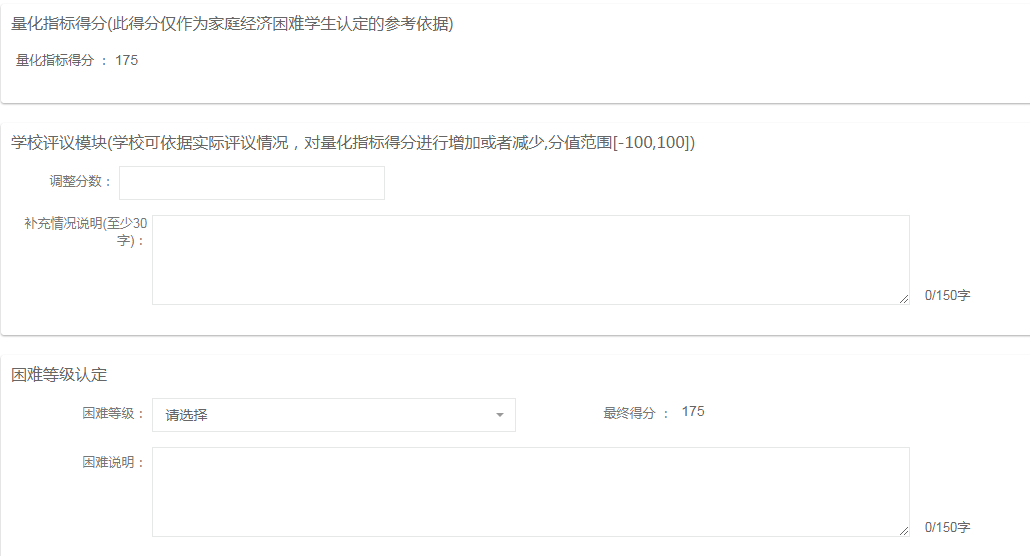 量化指标得分(此得分仅作为家庭经济困难学生认定的参考依据)
量化指标得分 ： 175
学校评议模块(学校可依据实际评议情况，对量化指标得分进行增加或者减少,分值范围[-100,100])
调整分数：
补充情况说明(至少30
字)：
0/150字
困难等级认定
困难等级： 请选择 最终得分 ： 175
困难说明：
0/150字